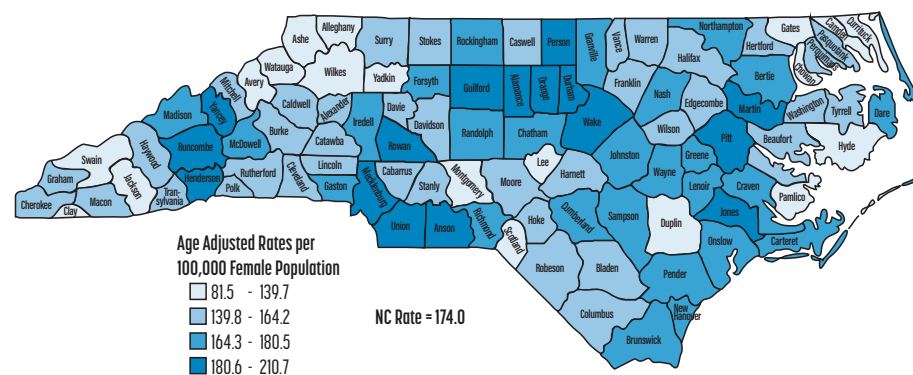 Ashe
Alleghany
Surry
Stokes
Rockingham
Caswell
Person
Granville
Vance
Warren
Northampton
Hertford
Gates
Camden
Currituck
Pasquotank
Perquimans
Chowan
Halifax
Bertie
Watauga
Wilkes
Yadkin
Forsyth
Guilford
Alamance
Orange
Durham
Franklin
Nash
Edgecombe
Martin
Washington
Tyrrell
Dare
Mitchell
Avery
Caldwell
Alexander
Iredell
Davie
Davidson
Randolph
Chatham
Wake
Wilson
Pitt
Beaufort
Hyde
Madison
Yancey
McDowell
Burke
Catawba
Rowan
Lee
Johnston
Wayne
Greene
Haywood
Buncombe
Rutherford
Cleveland
Lincoln
Gaston
Mecklenburg
Cabarrus
Stanly
Montgomery
Moore
Harnett
Lenoir
Craven
Pamlico
Swain
Graham
Cherokee
Clay
Macon
Jackson
Tran-
sylvania
Henderson
Polk
Union
Anson
Richmond
Scotland
Hoke
Cumberland
Sampson
Duplin
Jones
Onslow
Carteret
Robeson
Bladen
Pender
Columbus
New
Hanover
Brunswick
Age Adjusted Rates per
100,000 Female Population
81.5 - 139.7
139.8 - 164.2
164.3 - 180.5
180.6 - 210.7
NC Rate = 174.0